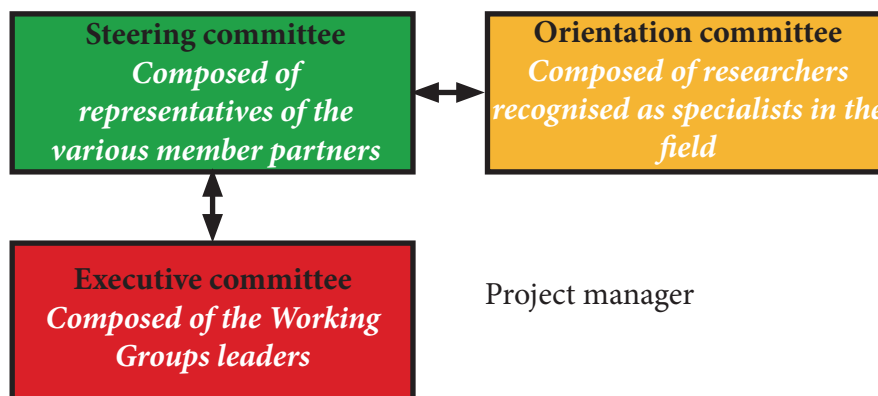 Steering committee
Composed of
representatives of the
various member partners
Orientation committee
Composed of researchers
recognised as specialists in the
field
Executive committee
Composed of the Working
Groups leaders
Project manager